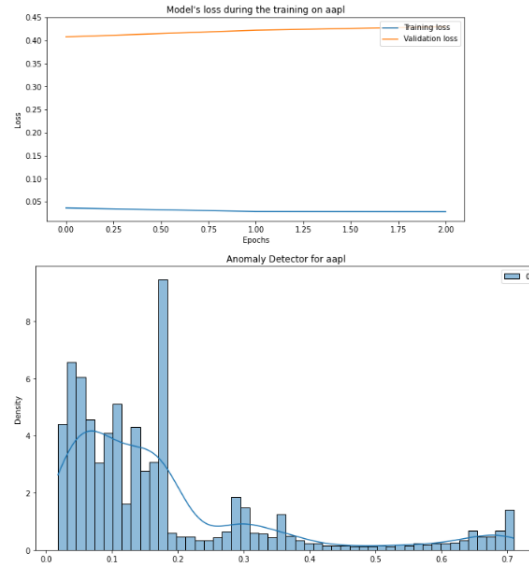 Model's loss during the training on aapl
0.45
Training loss
Validation loss
0.40
0.35
0.30
0.25
0.20
0.15
0.10
0.05
Loss
0.00 0.25 0.50 0.75 1.00 1.25 1.50 1.75 2.00
Epochs
Anomaly Detector for aapl
0
8
6
4
2
0
Density
0.0 0.1 0.2 0.3 0.4 0.5 0.6 0.7